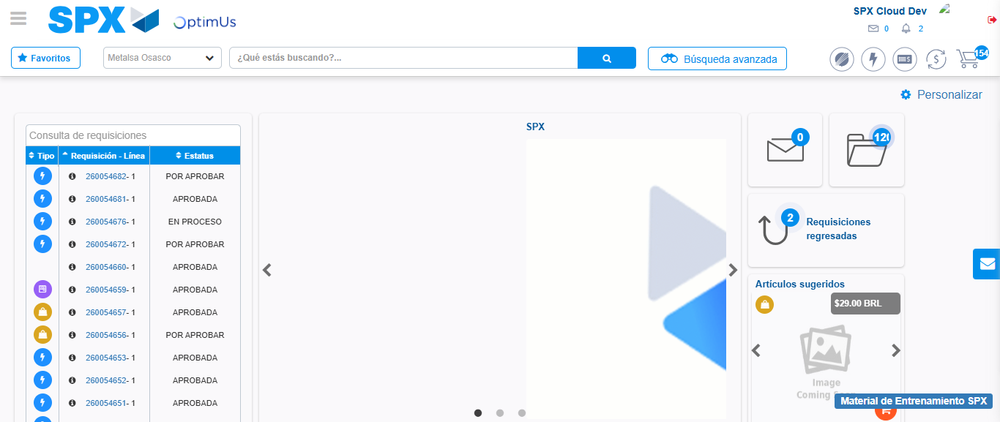 SPX
OptimUs
SPX Cloud Dev
0
2
Favoritos
Metalsa Osasco
¿Qué estás buscando?...
Búsqueda avanzada
154
Personalizar
Consulta de requisiciones
Tipo Requisición - Línea Estatus
260054682- 1 POR APROBAR
260054681- 1 APROBADA
260054676- 1 EN PROCESO
260054672- 1 POR APROBAR
260054660- 1 APROBADA
260054659- 1 APROBADA
260054657- 1 APROBADA
260054656- 1 POR APROBAR
260054653- 1 APROBADA
260054652- 1 APROBADA
260054651- 1 APROBADA
SPX
0
2
Requisiciones
regresadas
Artículos sugeridos
$29.00 BRL
Image
Coming
Material de Entrenamiento SPX